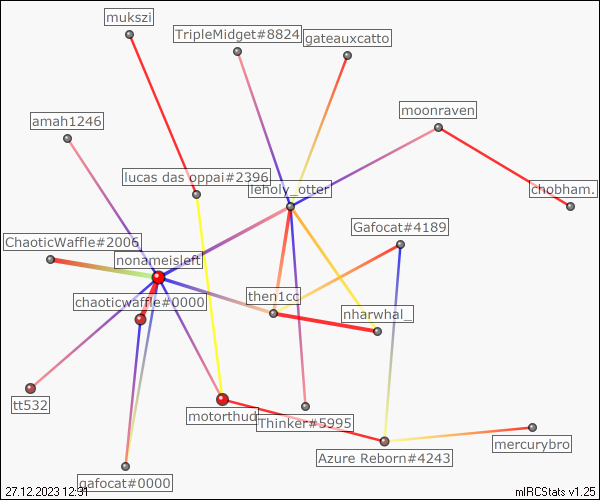 mukszi
TripleMidget#8824
gateauxcatto
moonraven
amah1246
lucas das oppai#2396
leholy_otter
chobham.
Gafocat#4189
ChaoticWaffle#2006
nonameisleft
chaoticwaffle#0000
then1cc
nharwhal_
tt532
motorthud
Thinker#5995
Azure Reborn#4243
mercurybro
gafocat#0000
27.12.2023 12:31
mIRCStats v1.25